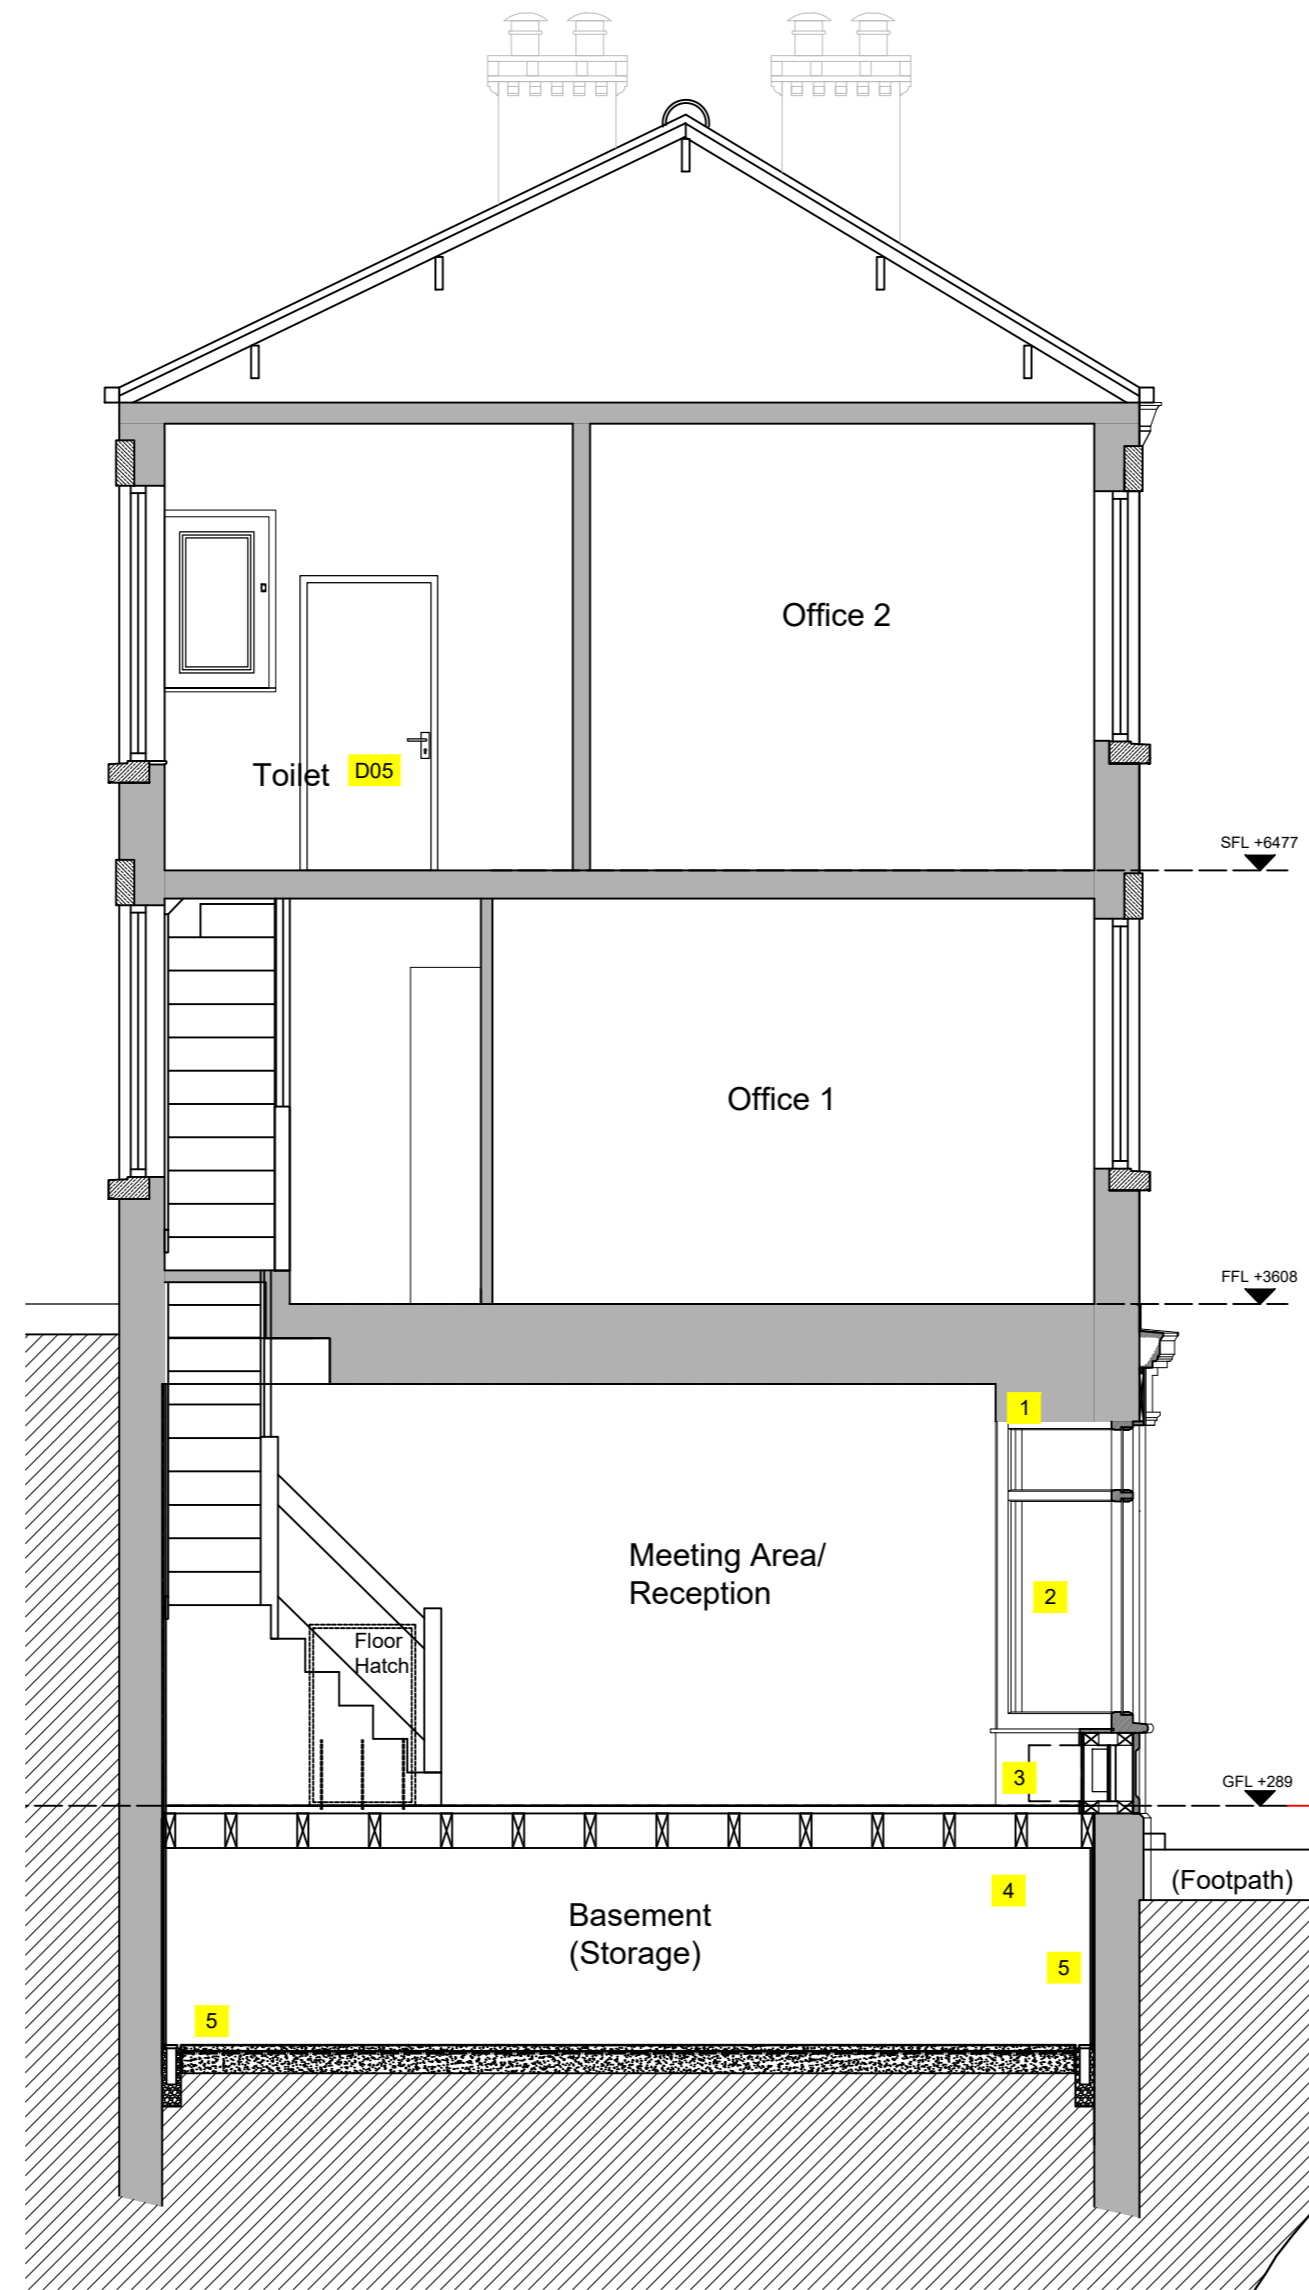 Office 2
Toilet D05
SFL +6477
Office 1
FFL +3608
1
Meeting Area/
Reception
2
Floor
Hatch
3
GFL +289
(Footpath)
4
Basement
(Storage)
5
5